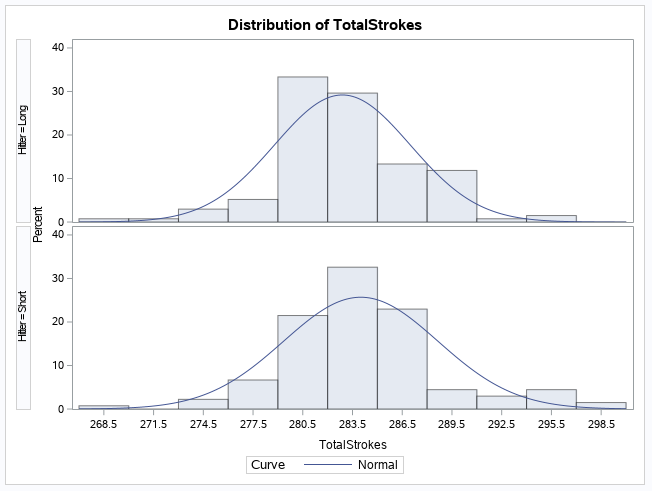 Distribution of TotalStrokes
Hitter = Long
40
30
20
10
0
Percent
Hitter = Short
40
30
20
10
0
268.5 271.5 274.5 277.5 280.5 283.5 286.5 289.5 292.5 295.5 298.5
TotalStrokes
Curve Normal